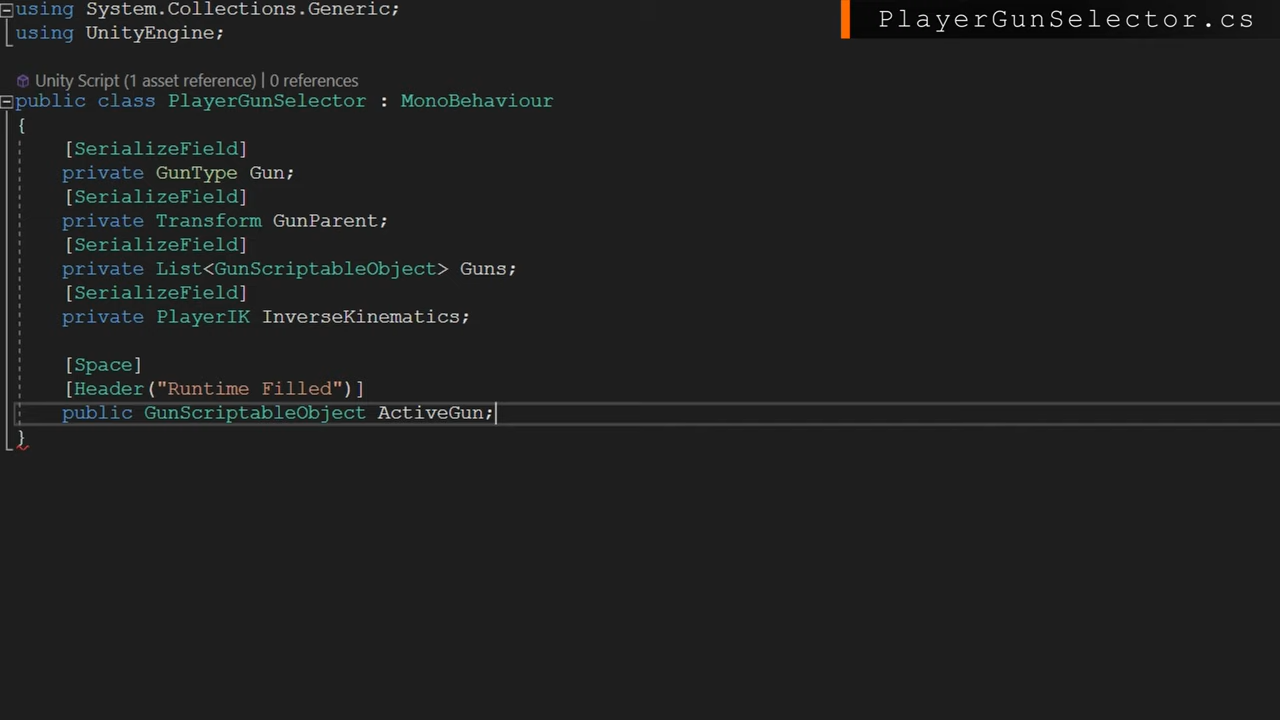 using System.Collections.Generic;
PlayerGunSelector.cs
using UnityEngine;
Unity Script (1 asset reference) | 0 references
public class PlayerGunSelector : MonoBehaviour
{
[SerializeField]
private GunType Gun;
[SerializeField]
private Transform GunParent;
[SerializeField]
private List<GunScriptableObject> Guns;
[SerializeField]
private PlayerIK InverseKinematics;
[Space]
[Header("Runtime Filled")]
public GunScriptableObject ActiveGun;
}